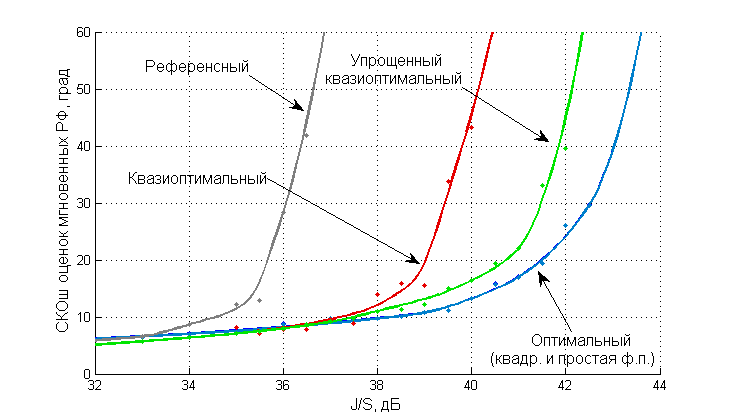 60
50
40
30
20
10
0
32
34
36
38
40
42
44
СКОш оценок мгновенных РФ, град
J/S, дБ
Референсный
Упрощенный
квазиоптимальный
Квазиоптимальный
Оптимальный
(квадр. и простая ф.п.)